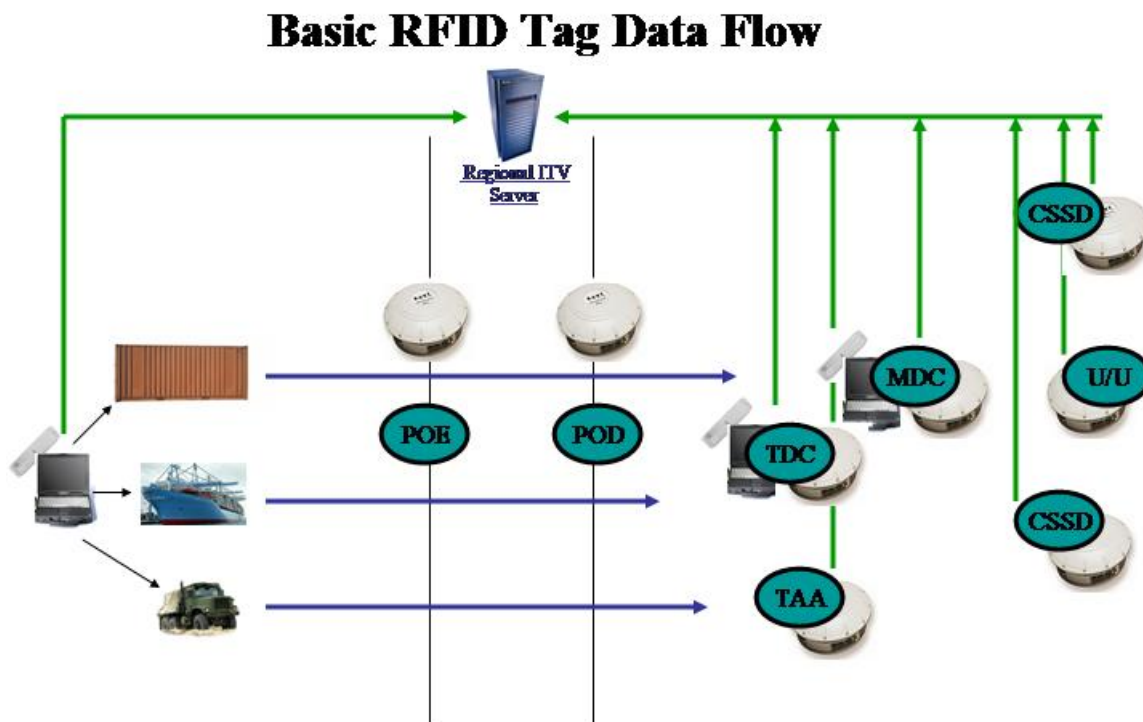 Basic RFID Tag Data Flow
Regional ITV
Server
CSSD
MDC
U/U
POE
POD
TDC
CSSD
TAA